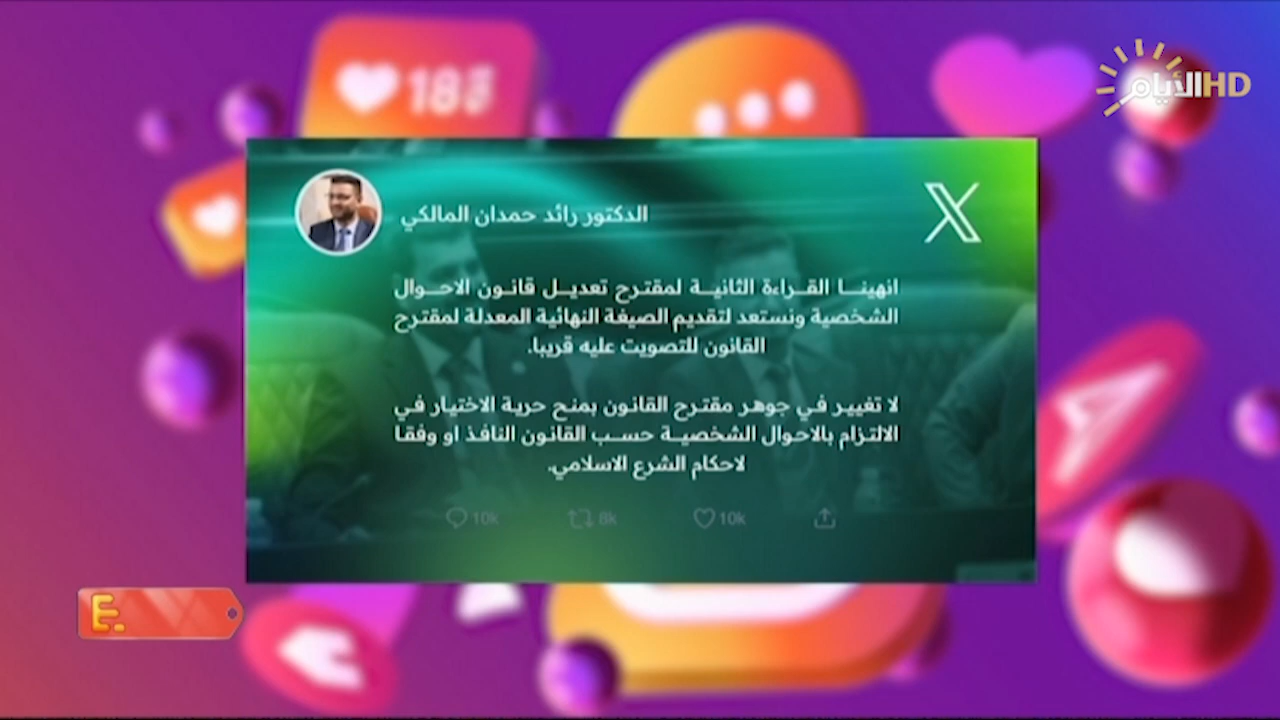 الايام HD
الدكتور رائد حمدان المالكي
انهينا القراءة الثانية لمقترح تعديل قانون الاحوال
الشخصية ونستعد لتقديم الصيغة النهائية المعدلة لمقترح
القانون للتصويت عليه قريبا.
لا تغيير في جوهر مقترح القانون بمنح حرية الاختيار في
الالتزام بالاحوال الشخصية حسب القانون النافذ او وفقا
لاحكام الشرع الاسلامي.
10k 8k 10k
E.